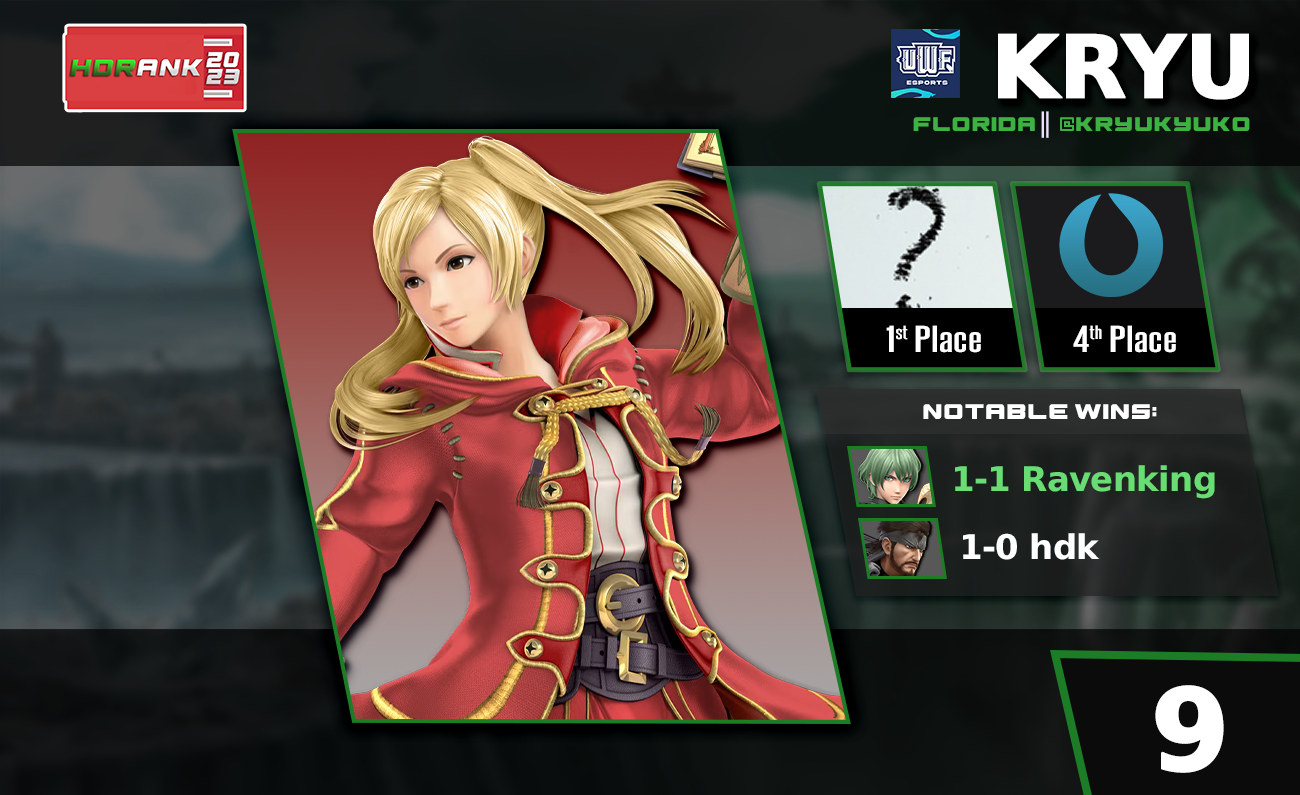 HDRANK 2023
UWF
ESPORTS
KRYU
FLORIDA || @KRYUKYUKO
?
1st Place
4th Place
NOTABLE WINS:
1-1 Ravenking
1-0 hdk
9